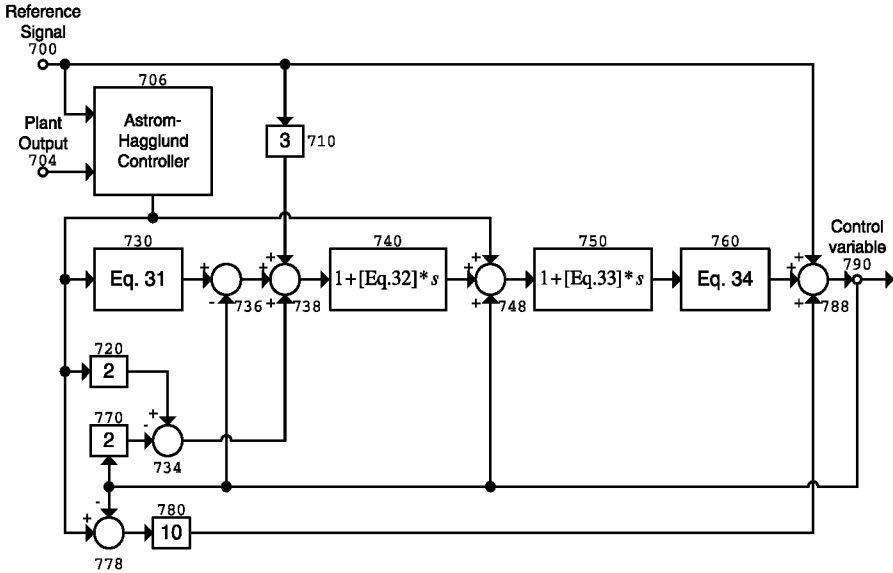 Reference
Signal
700
706
Astrom-
Hagglund
Controller
Plant
Output
704
3
710
730
Eq. 31
+
-
736
+
+
+
738
740
1+[Eq.32]*s
+
+
+
748
750
1+[Eq.33]*s
760
Eq. 34
+
+
+
788
Control
variable
790
720
2
+
-
734
770
2
-
+
778
780
10